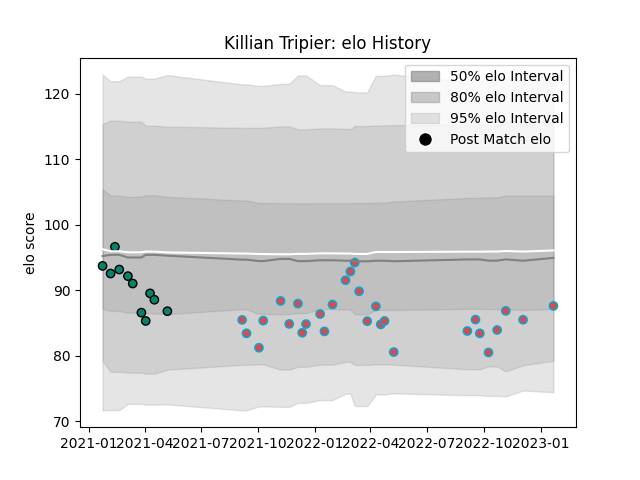 Killian Tripier: elo History
50% elo Interval
80% elo Interval
95% elo Interval
Post Match elo
elo score
120
110
100
90
80
70
2021-01 2021-04 2021-07 2021-10 2022-01 2022-04 2022-07 2022-10 2023-01